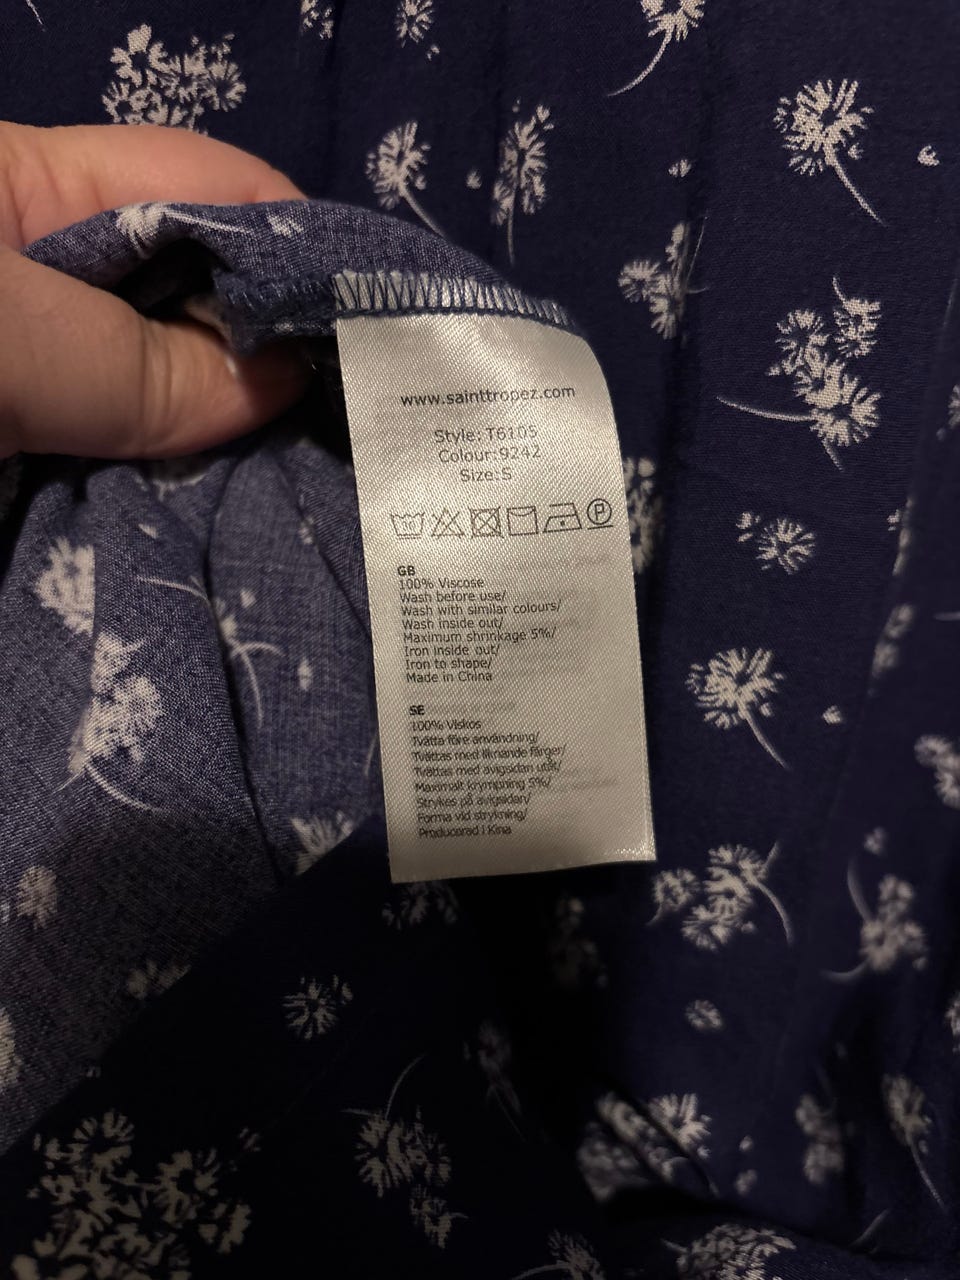 www.sainttropez.com
Style: T6105
Colour:9242
Size:S
P
GB
100% Viscose
Wash before use/
Wash with similar colours/
Wash inside out/
Maximum shrinkage 5%/
Iron inside out/
Iron to shape/
Made in China
SE
100% Viskos
Tvätta före användning/
Tvättas med liknande färger/
Tvättas med avigsidan utåt/
Maximalt krympning 5%/
Strykes på avigsidan/
Forma vid strykning/
Producerad i Kina